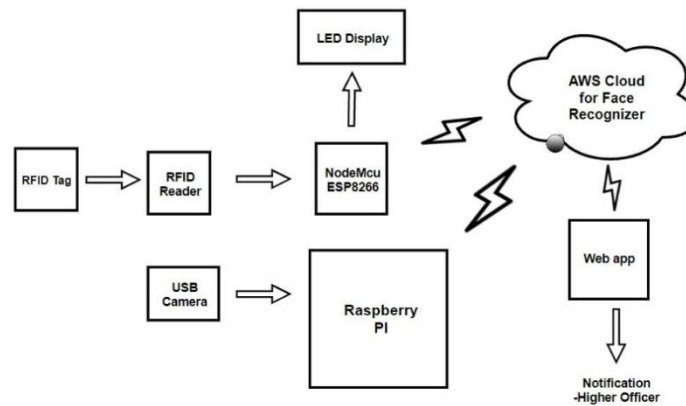 LED Display
AWS Cloud
for Face
Recognizer
RFID Tag
RFID
Reader
NodeMcu
ESP8266
USB
Camera
Raspberry
PI
Web app
Notification
-Higher Officer